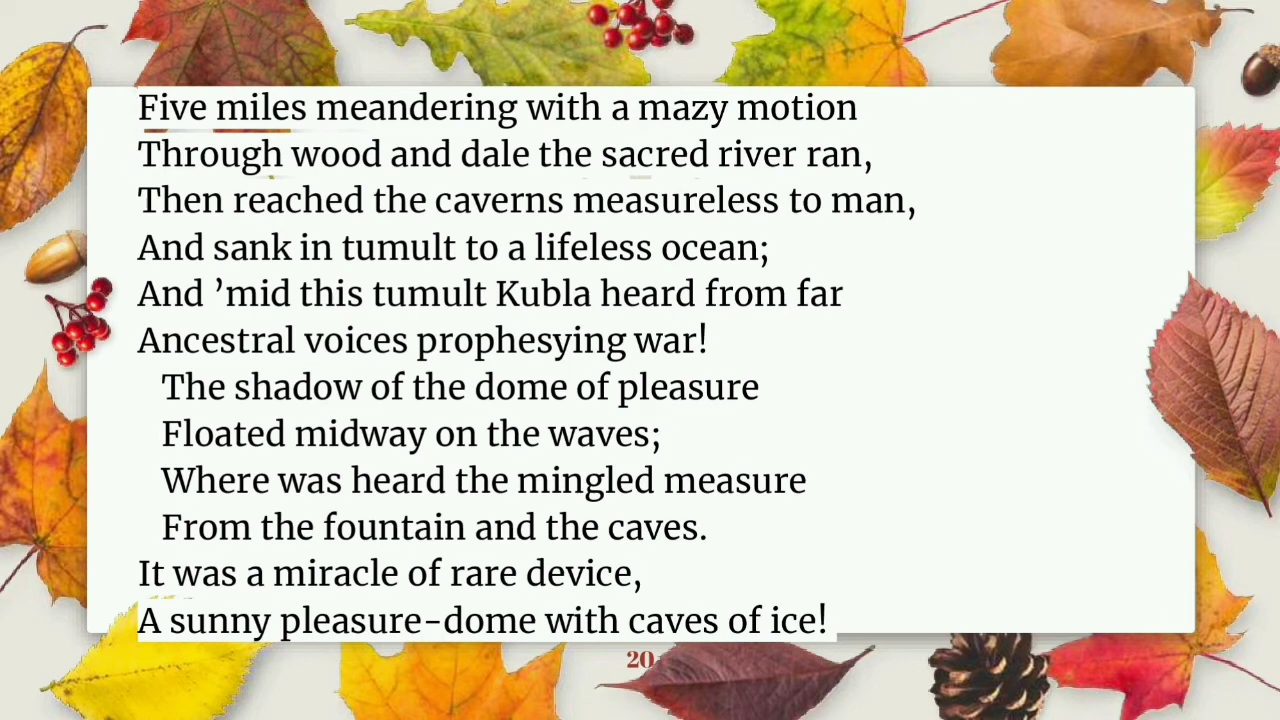 Five miles meandering with a mazy motion
Through wood and dale the sacred river ran,
Then reached the caverns measureless to man,
And sank in tumult to a lifeless ocean;
And ’mid this tumult Kubla heard from far
Ancestral voices prophesying war!
The shadow of the dome of pleasure
Floated midway on the waves;
Where was heard the mingled measure
From the fountain and the caves.
It was a miracle of rare device,
A sunny pleasure-dome with caves of ice!
20